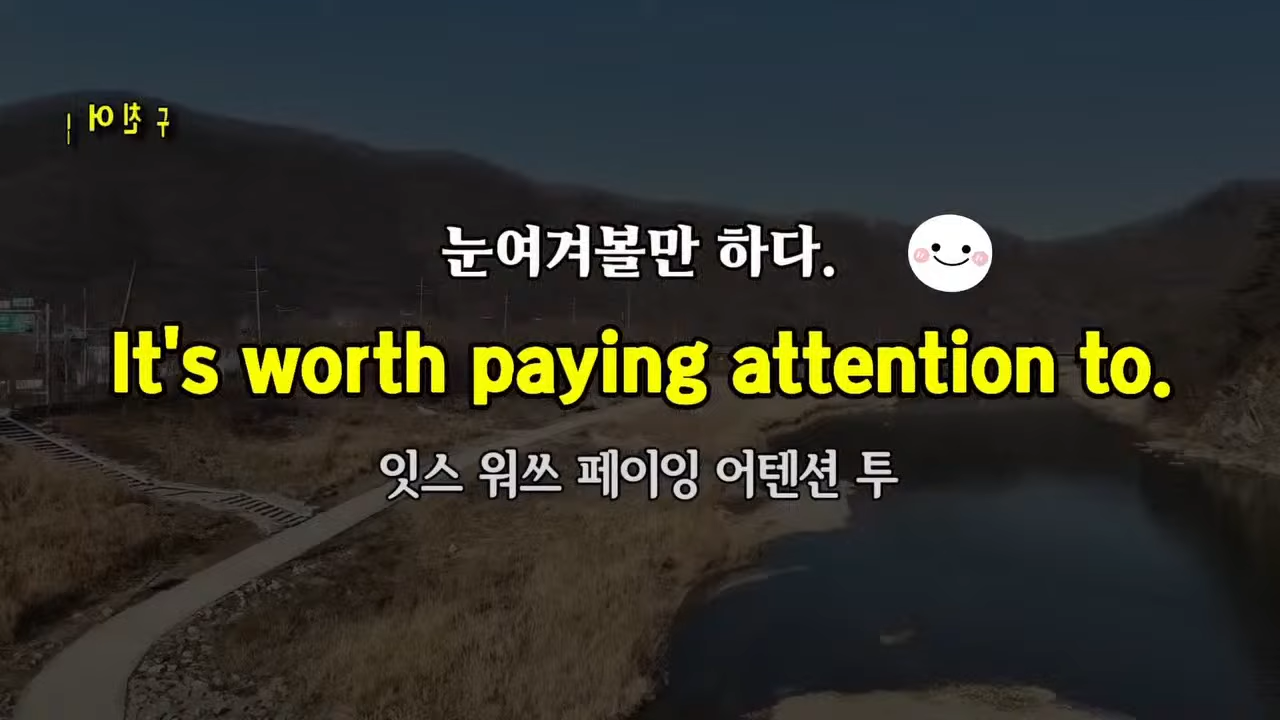 눈여겨볼만 하다.
It's worth paying attention to.
잇스 워쓰 페이잉 어텐션 투